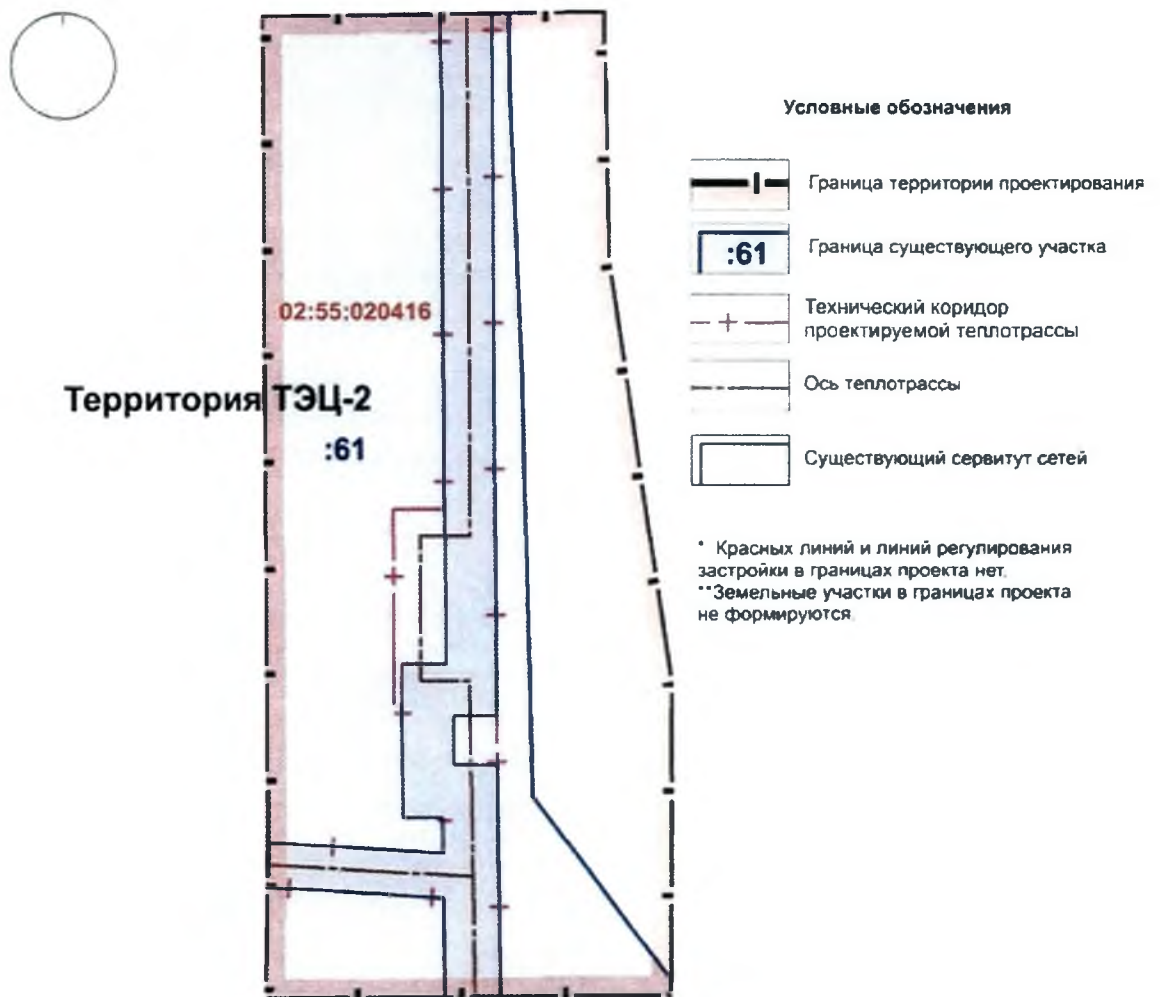 Условные обозначения
Граница территории проектирования
:61
Граница существующего участка
Технический коридор
проектируемой теплотрассы
Ось теплотрассы
Существующий сервитут сетей
* Красных линий и линий регулирования
застройки в границах проекта нет.
**Земельные участки в границах проекта
не формируются.
02:55:020416
Территория ТЭЦ-2
:61